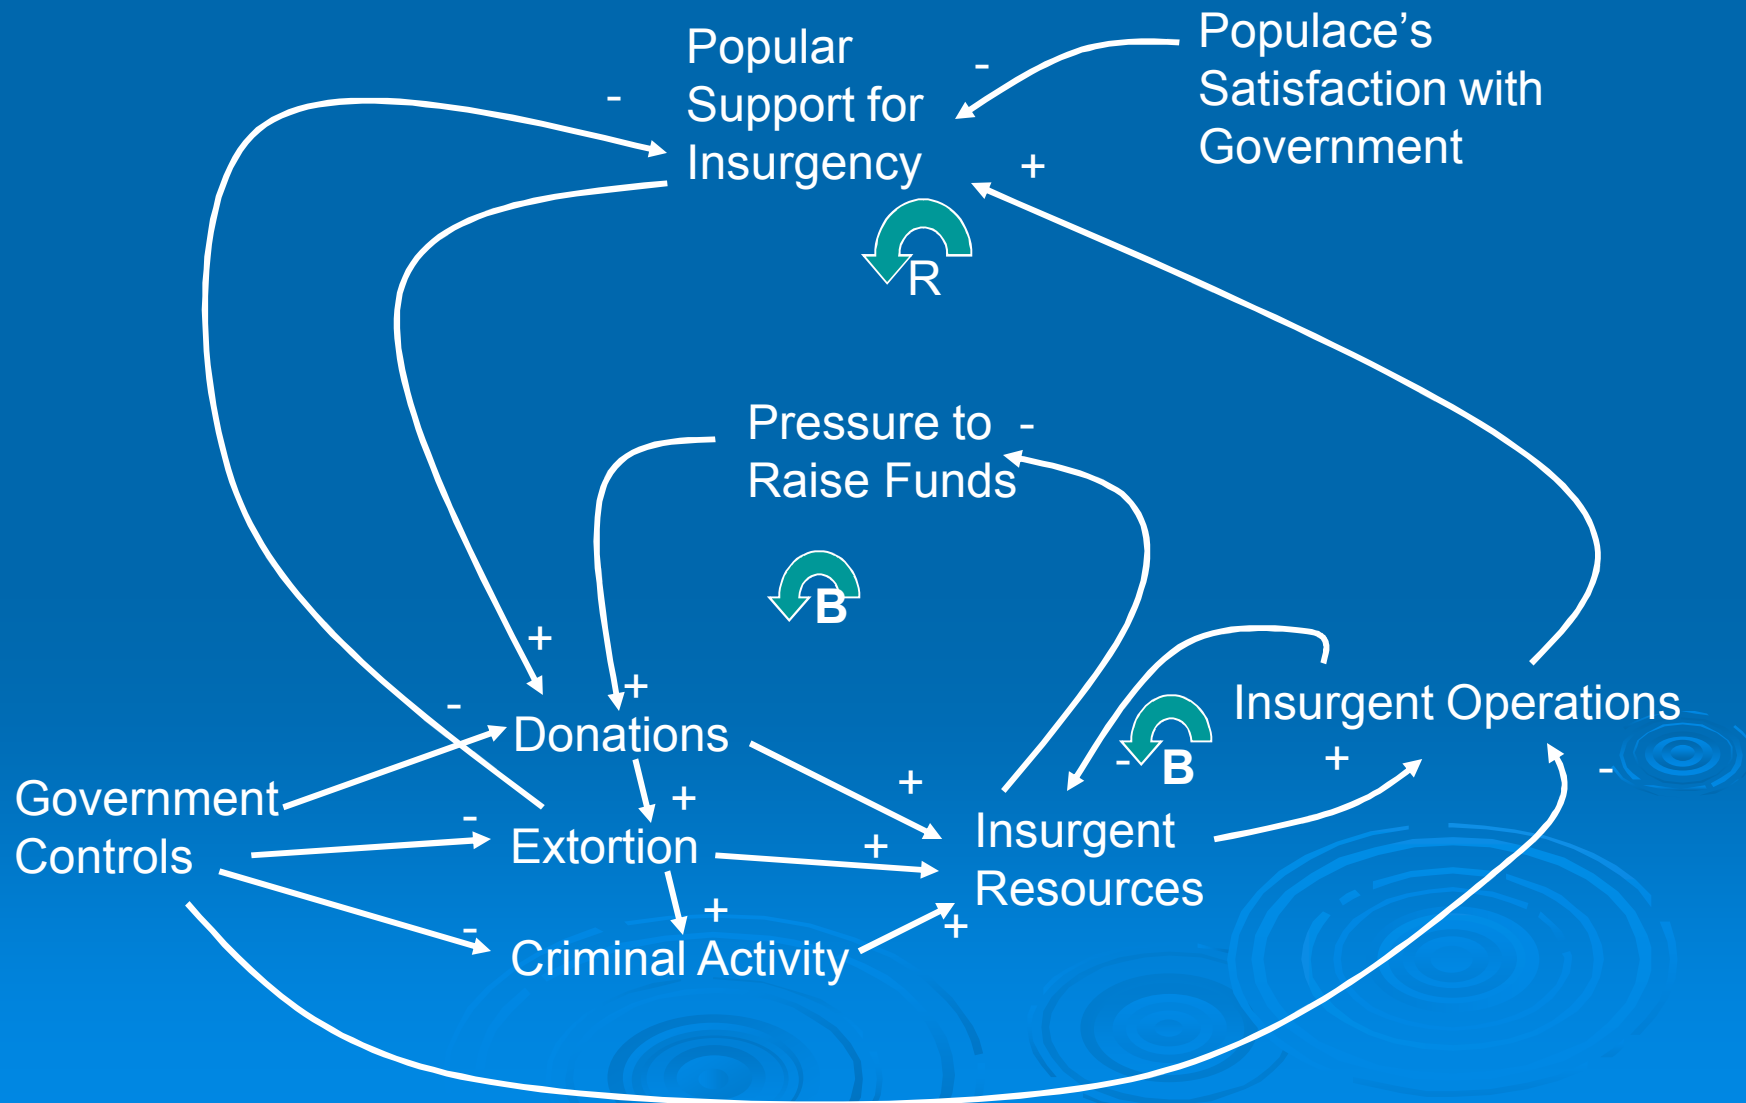 Popular
Support for
Insurgency
Populace’s
Satisfaction with
Government
-
-
+
R
Pressure to
Raise Funds
-
B
+
+
-
Donations
Insurgent Operations
-
B
+
-
Government
Controls
-
+
+
Extortion
+
Insurgent
Resources
-
+
+
Criminal Activity